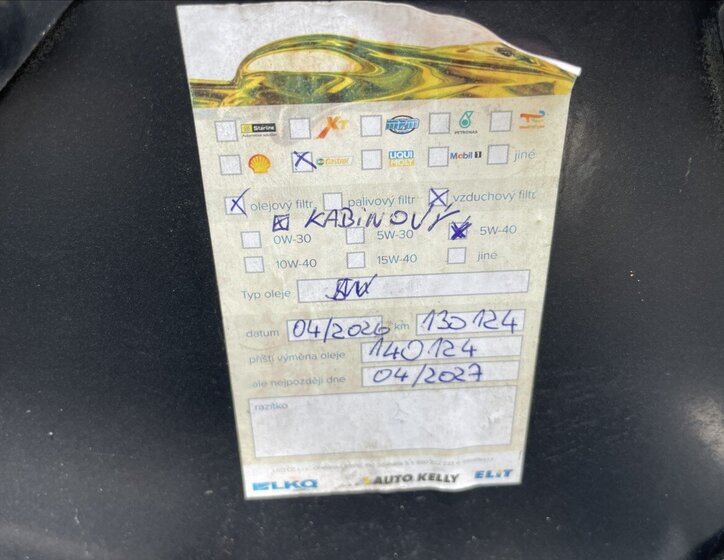 Starline XT PETRONAS
Castrol LIQUI MOLY Mobil 1 jiné
olejový filtr palivový filtr vzduchový filtr
KABINOVÝ
0W-30 5W-30 5W-40
10W-40 15W-40 jiné
Typ oleje
datum 04/2026 km 130124
příští výměna oleje 140124
ale nejpozději dne 04/2027
razítko
ELKO AUTO KELLY ELIT